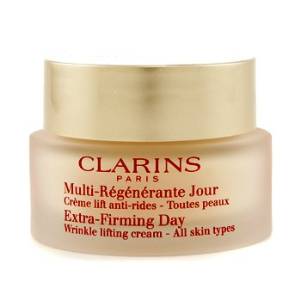 CLARINS
PARIS
Multi-Régénérante Jour
Crème lift anti-rides - Toutes peaux
Extra-Firming Day
Wrinkle lifting cream - All skin types